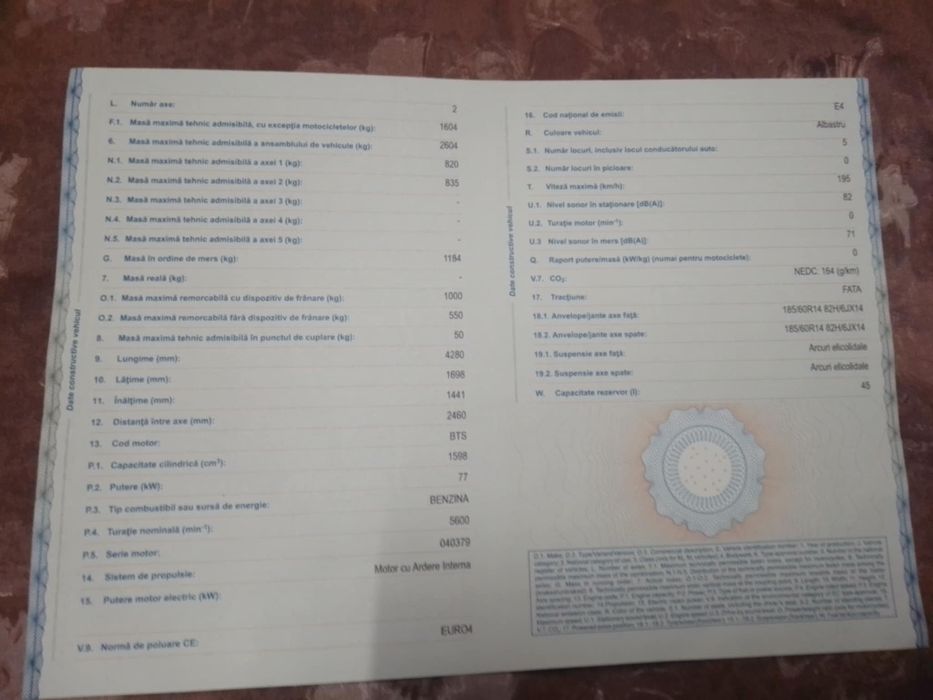 Date constructive vehicul
L. Număr axe: 2
F.1. Masă maximă tehnic admisibilă, cu excepția motocicletelor (kg): 1604
6. Masă maximă tehnic admisibilă a ansamblului de vehicule (kg): 2604
N.1. Masă maximă tehnic admisibilă a axei 1 (kg): 820
N.2. Masă maximă tehnic admisibilă a axei 2 (kg): 835
N.3. Masă maximă tehnic admisibilă a axei 3 (kg): -
N.4. Masă maximă tehnic admisibilă a axei 4 (kg): -
N.5. Masă maximă tehnic admisibilă a axei 5 (kg): -
G. Masă în ordine de mers (kg): 1184
7. Masă reală (kg): -
O.1. Masă maximă remorcabilă cu dispozitiv de frânare (kg): 1000
O.2. Masă maximă remorcabilă fără dispozitiv de frânare (kg): 550
8. Masă maximă tehnic admisibilă în punctul de cuplare (kg): 50
9. Lungime (mm): 4280
10. Lățime (mm): 1698
11. Înălțime (mm): 1441
12. Distanță între axe (mm): 2460
13. Cod motor: BTS
P.1. Capacitate cilindrică (cm³): 1598
P.2. Putere (kW): 77
P.3. Tip combustibil sau sursă de energie: BENZINA
P.4. Turație nominală (min⁻¹): 5600
P.5. Serie motor: 040379
14. Sistem de propulsie: Motor cu Ardere Interna
15. Putere motor electric (kW):
V.9. Normă de poluare CE: EURO4
Date constructive vehicul
16. Cod național de emisii: E4
R. Culoare vehicul: Albastru
S.1. Număr locuri, inclusiv locul conducătorului auto: 5
S.2. Număr locuri în picioare: 0
T. Viteză maximă (km/h): 195
U.1. Nivel sonor în staționare [dB(A)]: 82
U.2. Turație motor (min⁻¹): 0
U.3 Nivel sonor în mers [dB(A)]: 71
Q. Raport putere/masă (kW/kg) (numai pentru motociclete): 0
V.7. CO₂: NEDC. 164 (g/km)
17. Tracțiune: FATA
18.1. Anvelope/jante axe față: 185/60R14 82H/6JX14
18.2. Anvelope/jante axe spate: 185/60R14 82H/6JX14
19.1. Suspensie axe față: Arcuri elicoidale
19.2. Suspensie axe spate: Arcuri elicoidale
W. Capacitate rezervor (l): 45